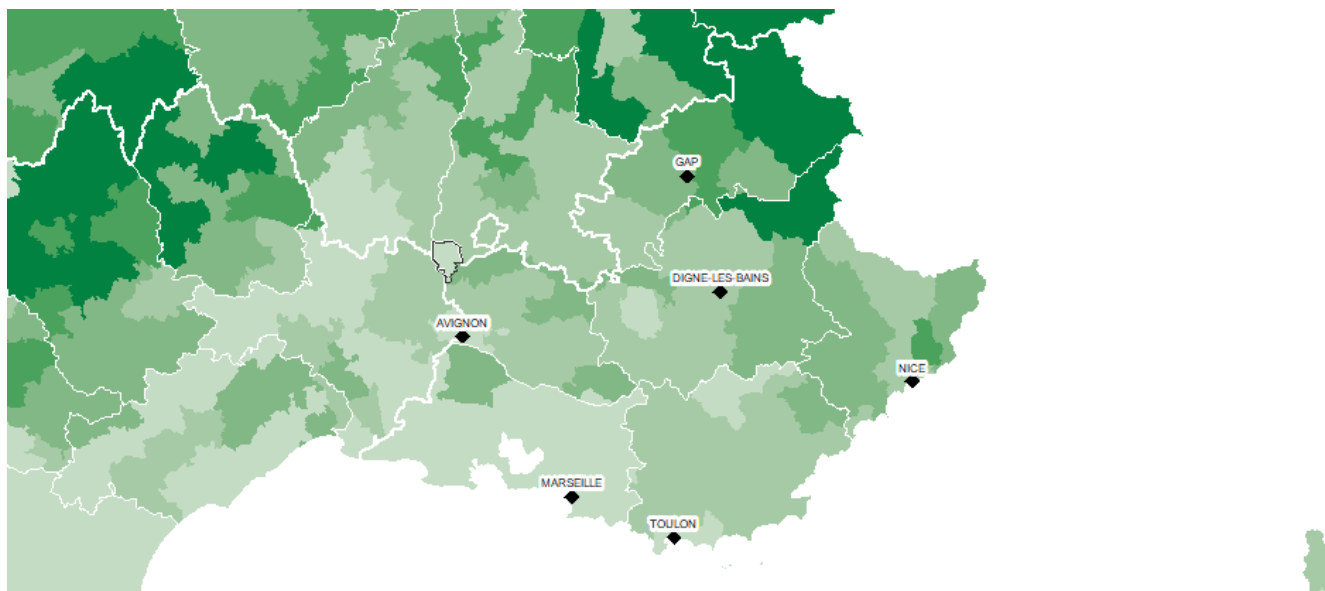 GAP
DIGNE-LES-BAINS
AVIGNON
NICE
MARSEILLE
TOULON